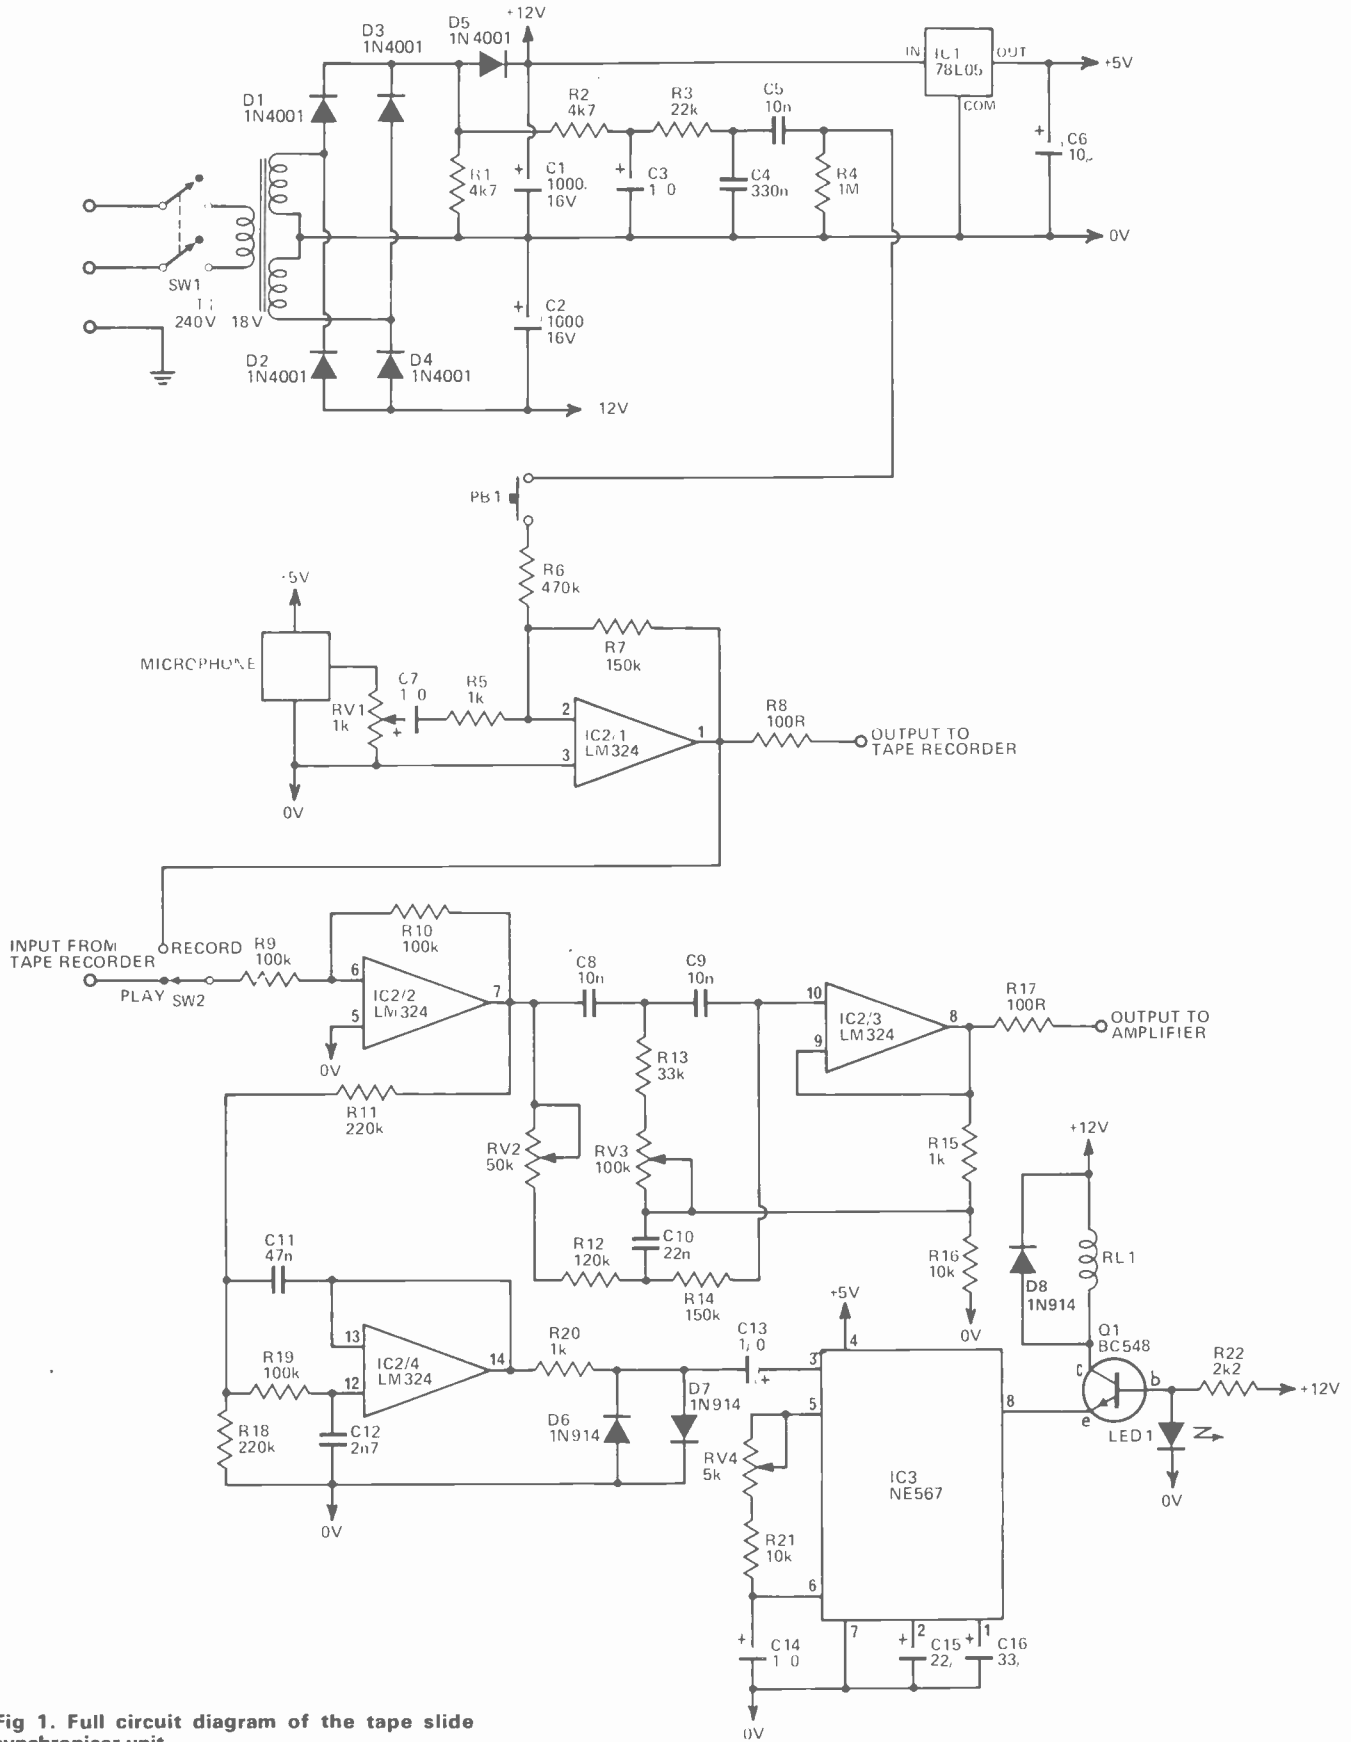 +12V
D3
1N4001
D5
1N4001
IN
IC1
78L05
OUT
COM
+5V
D1
1N4001
R2
4k7
R3
22k
C5
10n
R1
4k7
C1
1000
16V
C3
C4
330n
R4
1M
C6
0V
SW1
240V
18V
C2
1000
16V
D2
1N4001
D4
1N4001
12V
PB1
R6
470k
5V
MICROPHONE
R7
150k
RV1
1k
C7
R5
1k
+
2
3
IC2/1
LM324
1
R8
100R
OUTPUT TO
TAPE RECORDER
0V
INPUT FROM
TAPE RECORDER
RECORD
PLAY
SW2
R9
100k
R10
100k
6
5
IC2/2
LM324
7
0V
C8
10n
C9
10n
10
9
IC2/3
LM324
8
R17
100R
OUTPUT TO
AMPLIFIER
R11
220k
R13
33k
RV2
50k
RV3
100k
R15
1k
+12V
C11
47n
R12
120k
C10
22n
R14
150k
R16
10k
0V
D8
1N914
RL1
13
12
IC2/4
LM324
14
R19
100k
R18
220k
C12
2n7
0V
R20
1k
D6
1N914
D7
1N914
C13
+
+5V
4
3
5
6
7
2
1
8
IC3
NE567
RV4
5k
R21
10k
Q1
BC548
c
b
e
R22
2k2
+12V
LED1
0V
+
C14
+
C15
22
+
C16
33
0V
Fig 1. Full circuit diagram of the tape slide